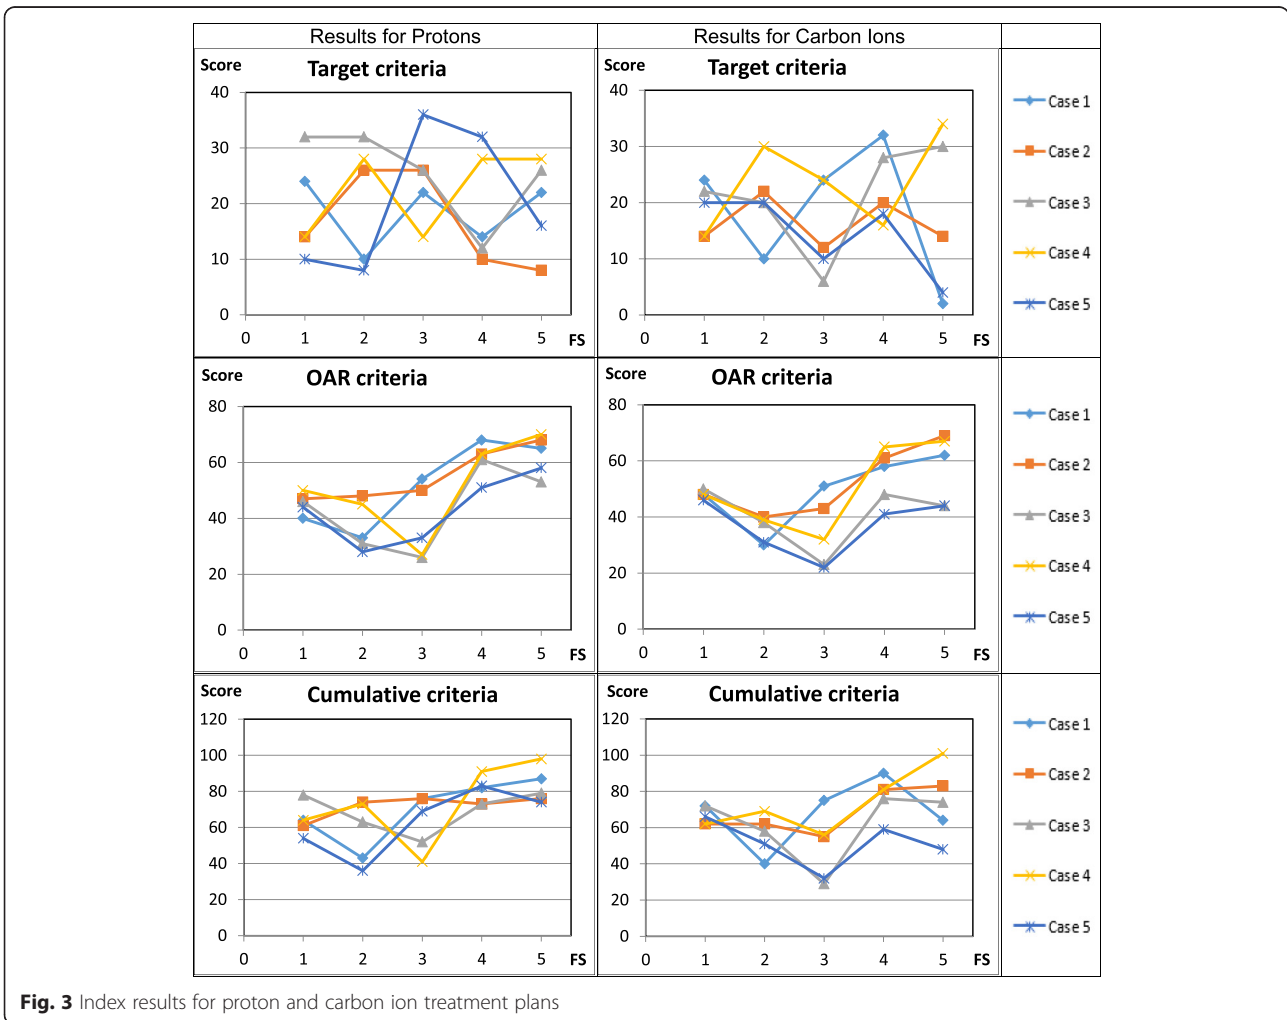 Results for Protons
Results for Carbon Ions
Score
Target criteria
40
30
20
10
0
0 1 2 3 4 5 FS
Score
Target criteria
40
30
20
10
0
0 1 2 3 4 5 FS
Case 1
Case 2
Case 3
Case 4
Case 5
Score
OAR criteria
80
60
40
20
0
0 1 2 3 4 5 FS
Score
OAR criteria
80
60
40
20
0
0 1 2 3 4 5 FS
Case 1
Case 2
Case 3
Case 4
Case 5
Score
Cumulative criteria
120
100
80
60
40
20
0
0 1 2 3 4 5 FS
Score
Cumulative criteria
120
100
80
60
40
20
0
0 1 2 3 4 5 FS
Case 1
Case 2
Case 3
Case 4
Case 5
Fig. 3 Index results for proton and carbon ion treatment plans